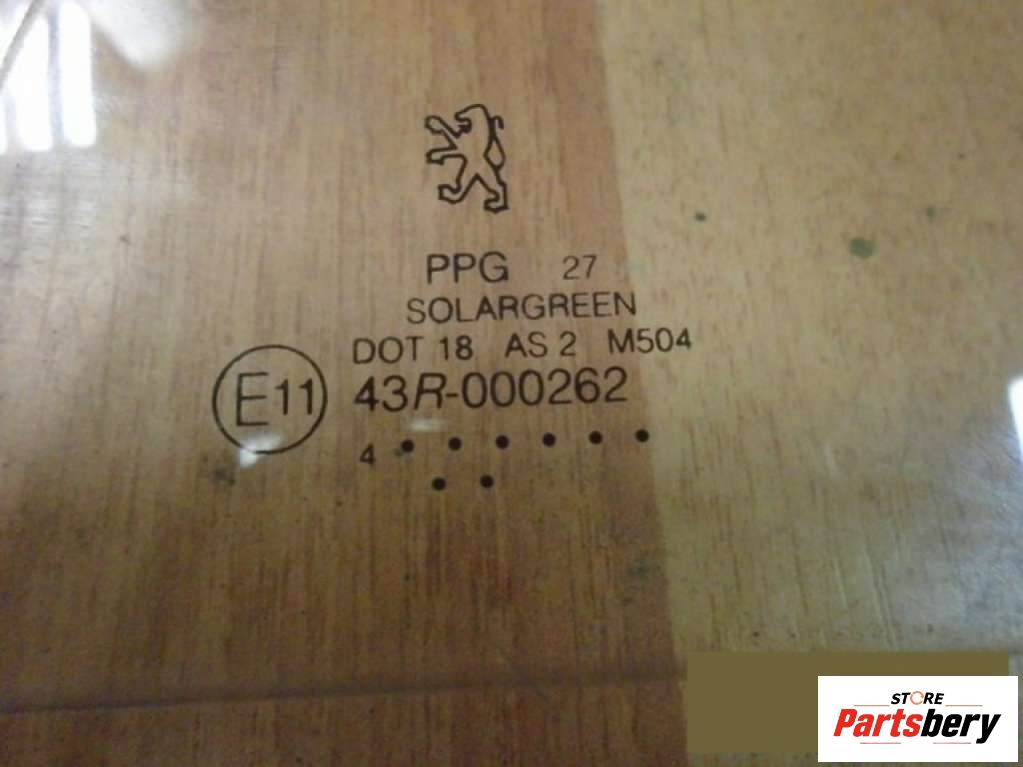 PPG 27
SOLARGREEN
DOT 18 AS 2 M504
E11 43R-000262
4 • • • • • •
• •
STORE
Partsbery